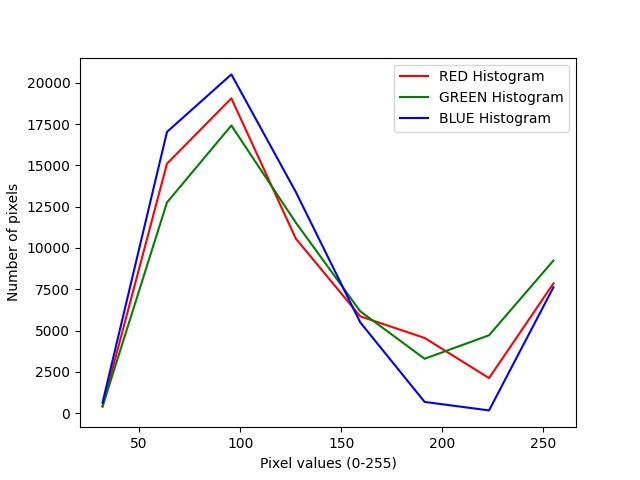 RED Histogram
GREEN Histogram
BLUE Histogram
20000
17500
15000
12500
10000
7500
5000
2500
0
Number of pixels
50 100 150 200 250
Pixel values (0-255)